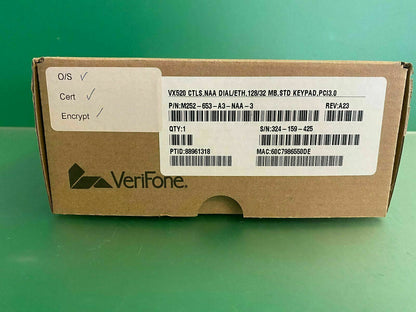 O/S ✓
Cert ✓
Encrypt ✓
VX520 CTLS,NAA DIAL/ETH,128/32 MB,STD KEYPAD,PCI3.0
P/N:M252-653-A3-NAA-3 REV:A23
QTY:1 S/N:324-159-425
PTID:88961318 MAC:60C7986550DE
VeriFone.